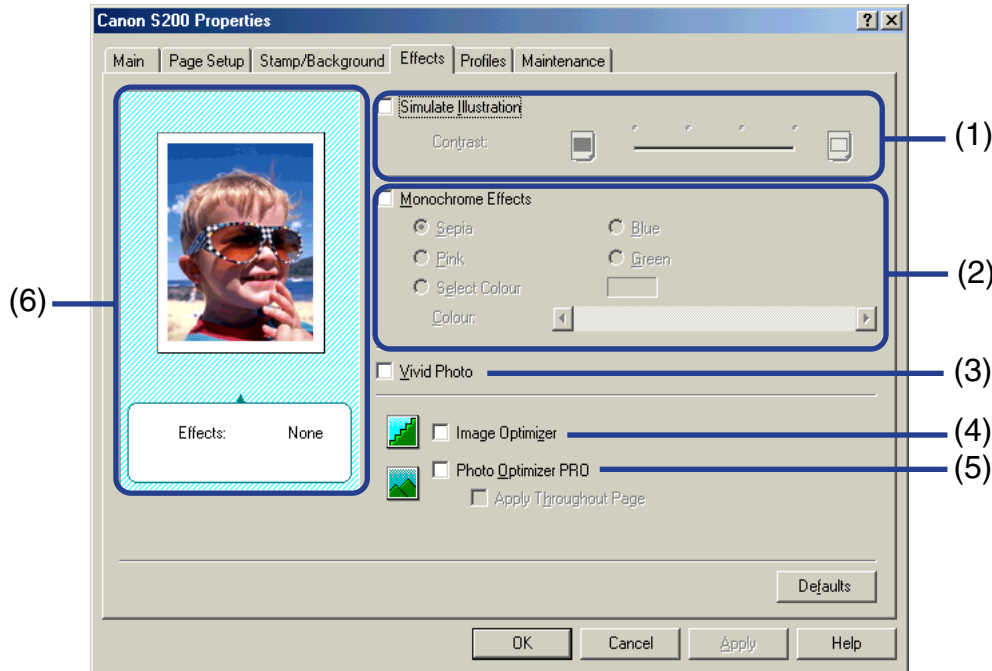 Canon S200 Properties
Main Page Setup Stamp/Background Effects Profiles Maintenance
Simulate Illustration
Contrast:
(1)
Monochrome Effects
Sepia Blue
Pink Green
Select Colour
Colour:
(2)
(6)
Vivid Photo (3)
Effects: None
Image Optimizer (4)
Photo Optimizer PRO (5)
Apply Throughout Page
Defaults
OK Cancel Apply Help